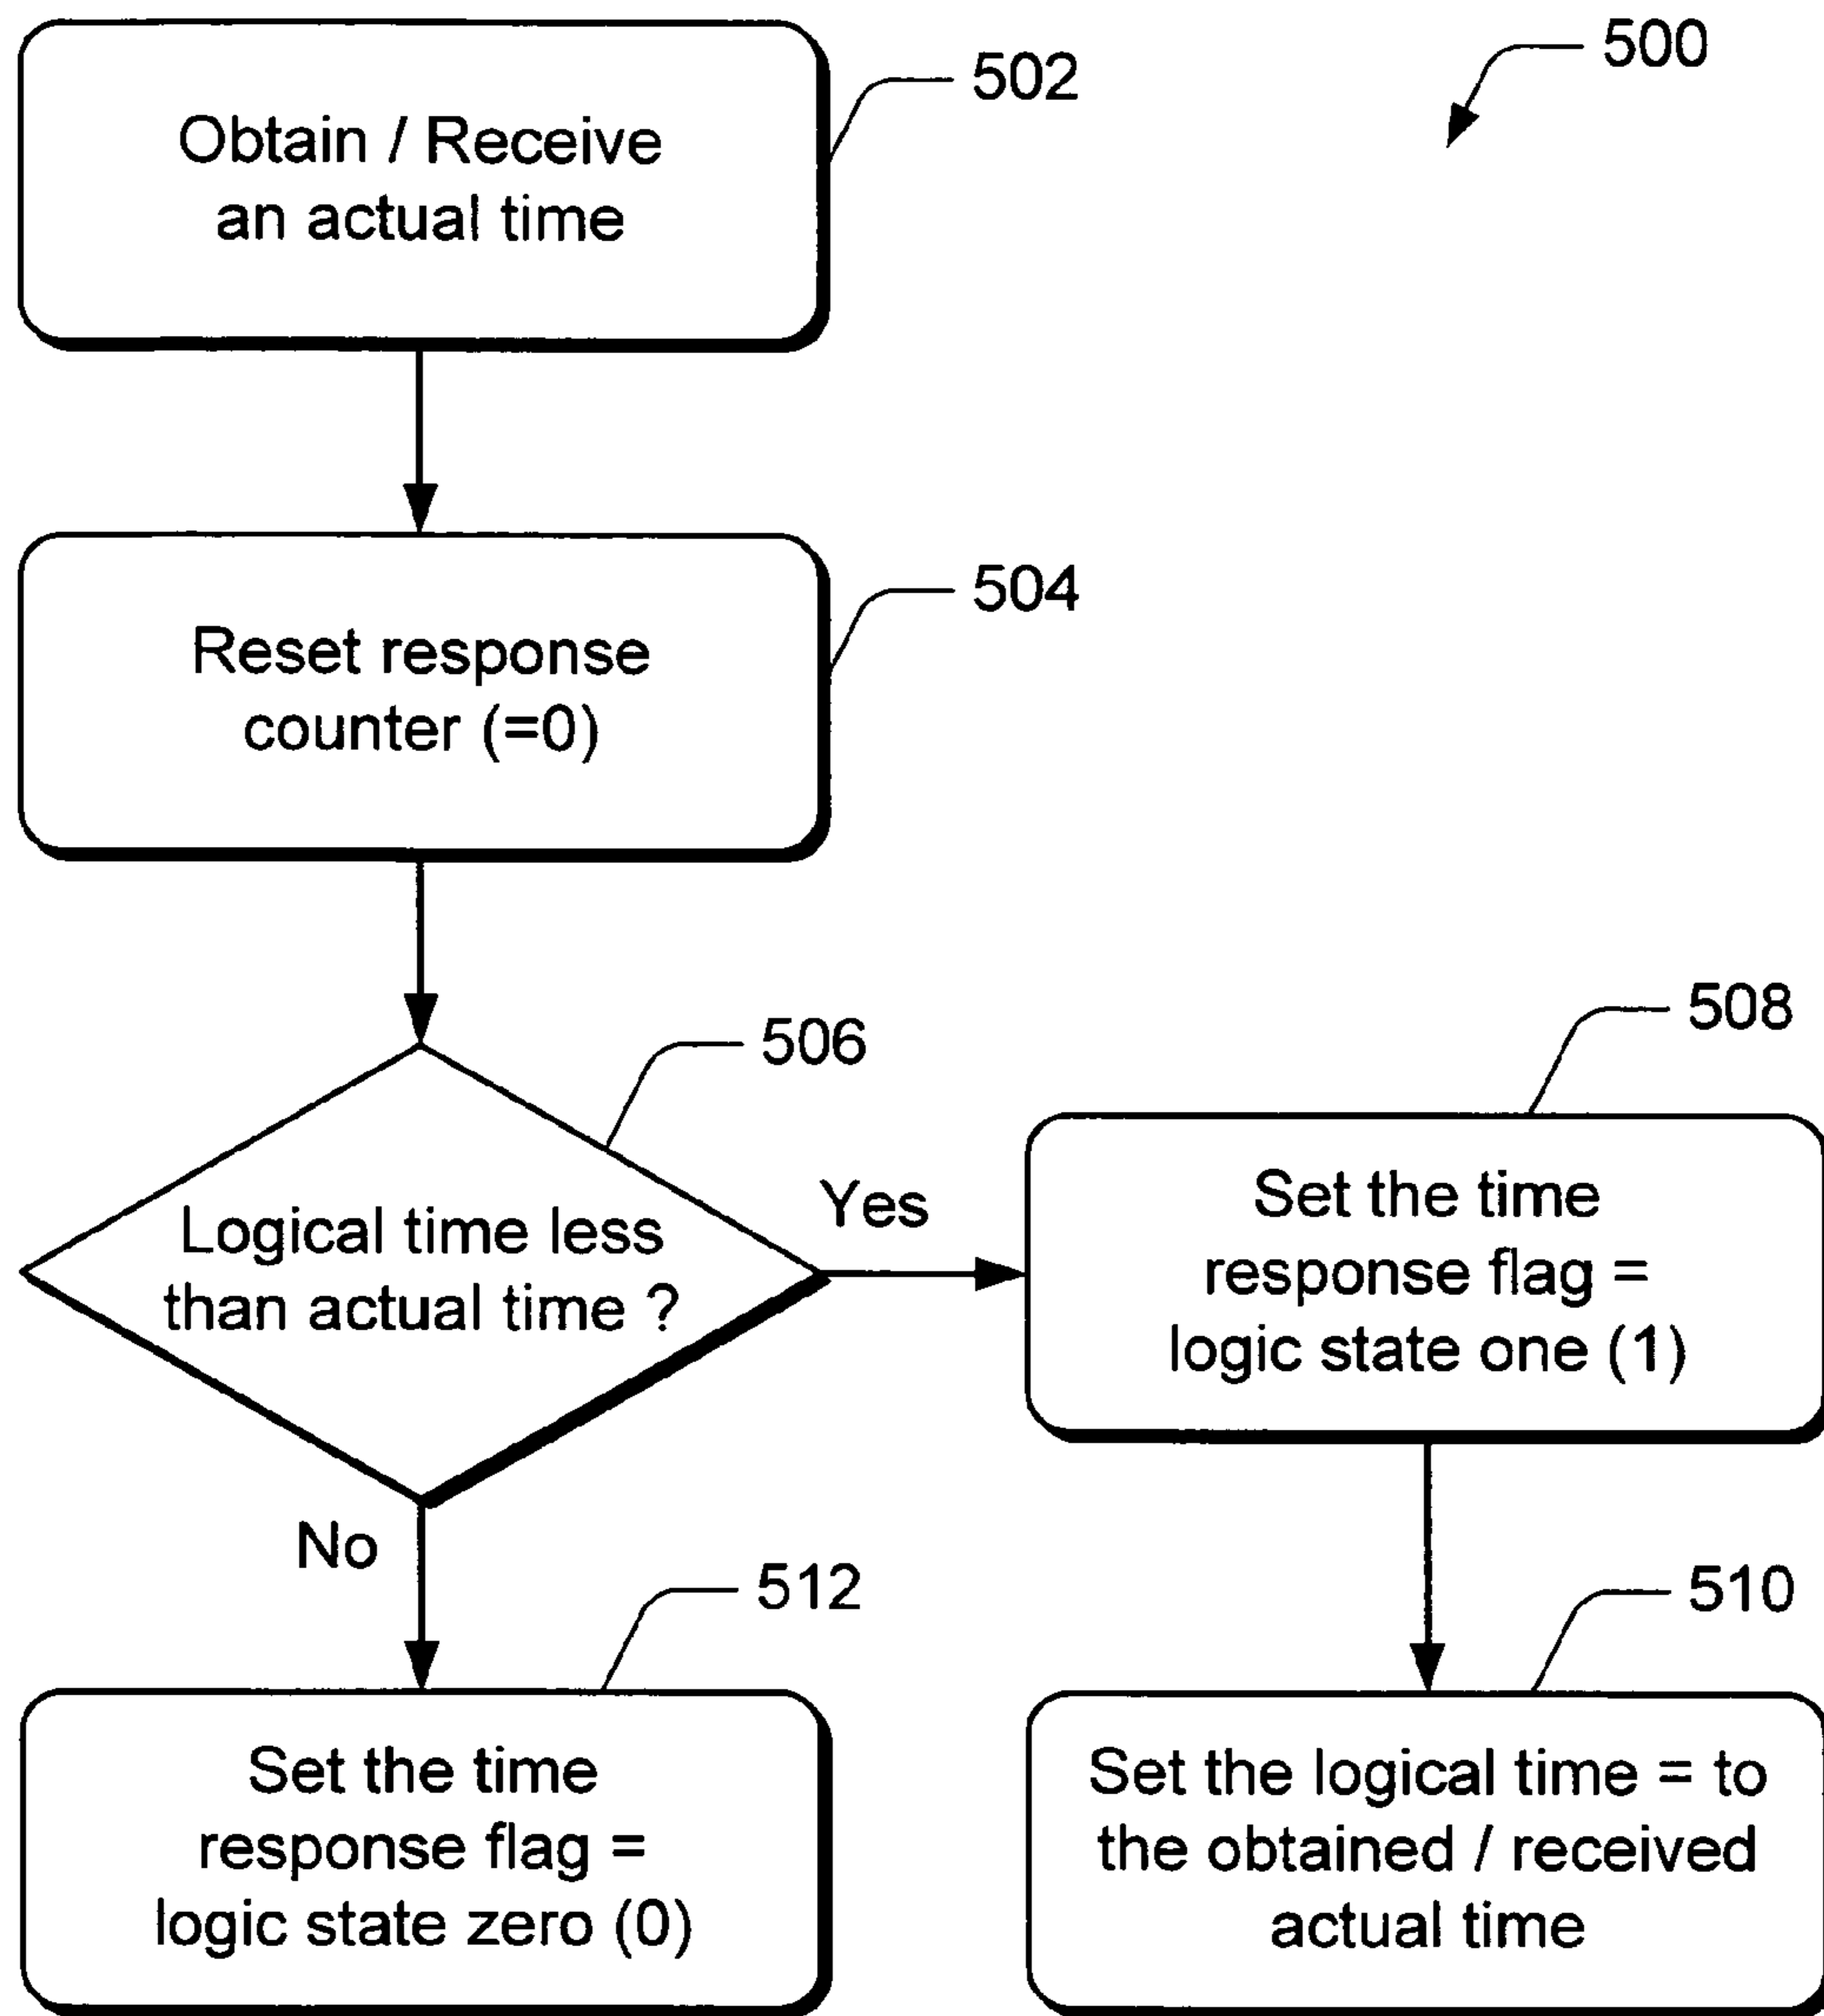 500
502
Obtain / Receive
an actual time
504
Reset response
counter (=0)
506
Logical time less
than actual time ?
Yes
No
508
Set the time
response flag =
logic state one (1)
512
Set the time
response flag =
logic state zero (0)
510
Set the logical time = to
the obtained / received
actual time